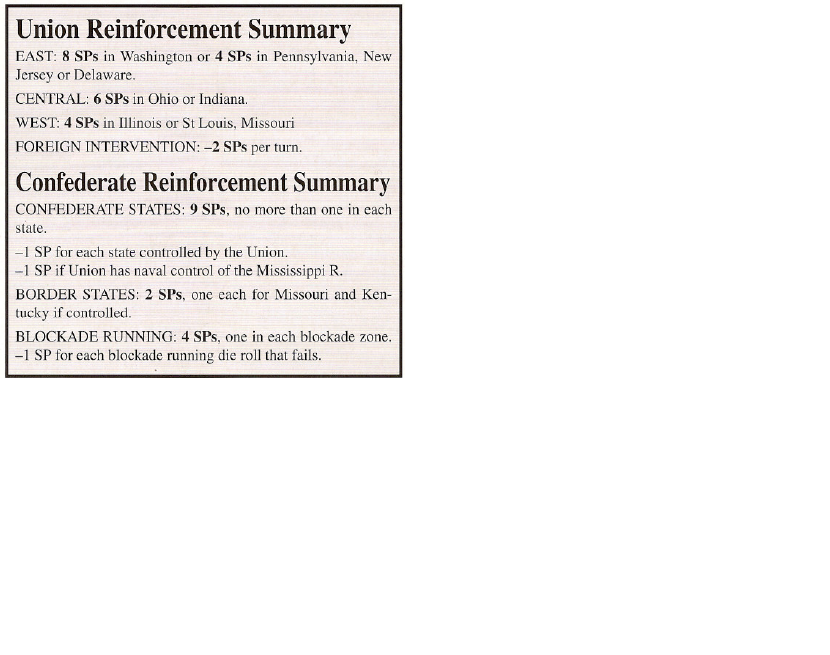 Union Reinforcement Summary
EAST: 8 SPs in Washington or 4 SPs in Pennsylvania, New
Jersey or Delaware.
CENTRAL: 6 SPs in Ohio or Indiana.
WEST: 4 SPs in Illinois or St Louis, Missouri
FOREIGN INTERVENTION: –2 SPs per turn.
Confederate Reinforcement Summary
CONFEDERATE STATES: 9 SPs, no more than one in each
state.
–1 SP for each state controlled by the Union.
–1 SP if Union has naval control of the Mississippi R.
BORDER STATES: 2 SPs, one each for Missouri and Ken-
tucky if controlled.
BLOCKADE RUNNING: 4 SPs, one in each blockade zone.
–1 SP for each blockade running die roll that fails.